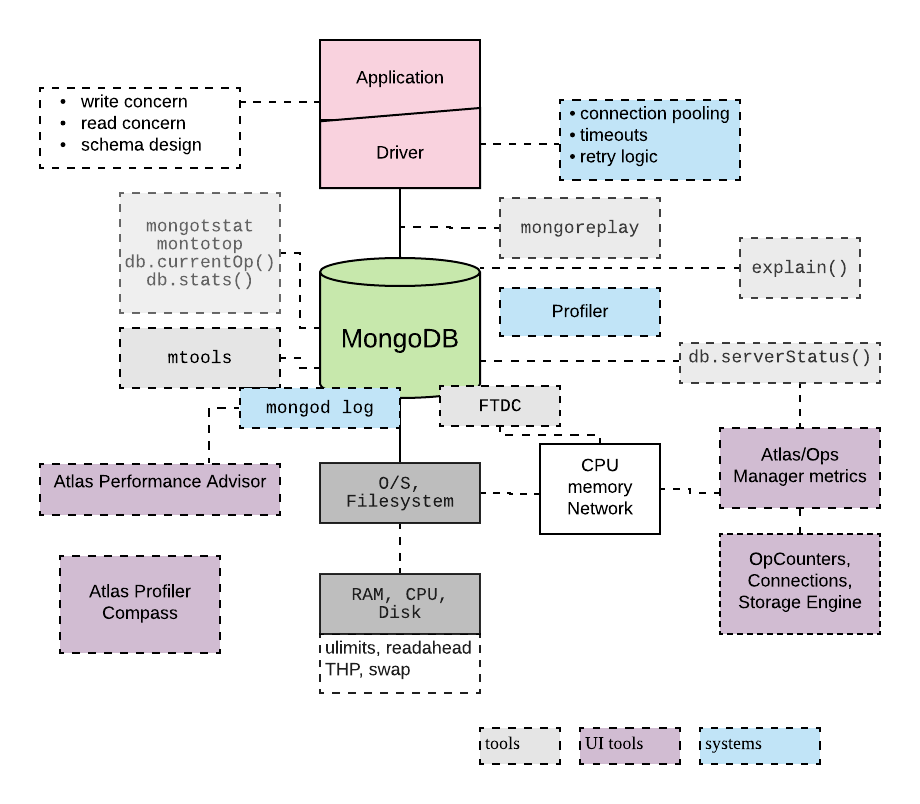 Application
Driver
• write concern
• read concern
• schema design
• connection pooling
• timeouts
• retry logic
mongotstat
montotop
db.currentOp()
db.stats()
mongoreplay
explain()
MongoDB
Profiler
mtools
db.serverStatus()
mongod log
FTDC
Atlas Performance Advisor
O/S,
Filesystem
CPU
memory
Network
Atlas/Ops
Manager metrics
Atlas Profiler
Compass
RAM, CPU,
Disk
ulimits, readahead
THP, swap
OpCounters,
Connections,
Storage Engine
tools
UI tools
systems